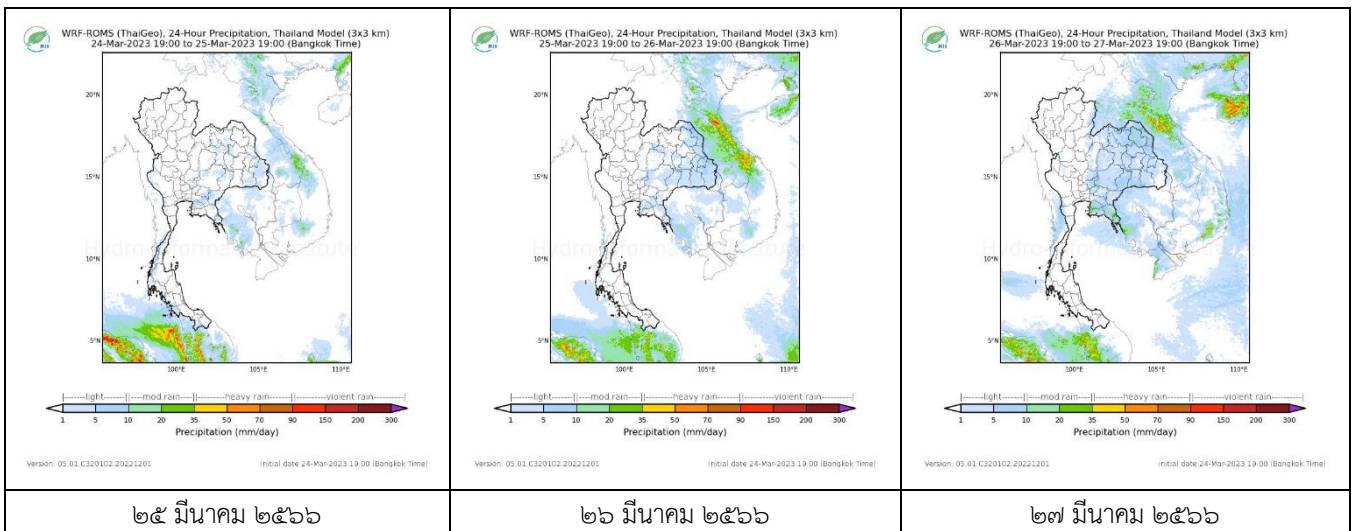 WRF-ROMS (ThaiGeo), 24-Hour Precipitation, Thailand Model (3x3 km)
24-Mar-2023 19:00 to 25-Mar-2023 19:00 (Bangkok Time)
20°N
15°N
10°N
5°N
100°E 105°E 110°E
Hydro Informatics Institute
|------light------||---mod.rain---||------heavy rain------||------violent rain------|
1 5 10 20 35 50 70 90 150 200 300
Precipitation (mm/day)
Version: 05.01.C320102.20221201 initial date 24-Mar-2023 19.00 (Bangkok Time)
๒๕ มีนาคม ๒๕๖๖
WRF-ROMS (ThaiGeo), 24-Hour Precipitation, Thailand Model (3x3 km)
25-Mar-2023 19:00 to 26-Mar-2023 19:00 (Bangkok Time)
20°N
15°N
10°N
5°N
100°E 105°E 110°E
Hydro Informatics Institute
|------light------||---mod.rain---||------heavy rain------||------violent rain------|
1 5 10 20 35 50 70 90 150 200 300
Precipitation (mm/day)
Version: 05.01.C320102.20221201 initial date 24-Mar-2023 19.00 (Bangkok Time)
๒๖ มีนาคม ๒๕๖๖
WRF-ROMS (ThaiGeo), 24-Hour Precipitation, Thailand Model (3x3 km)
26-Mar-2023 19:00 to 27-Mar-2023 19:00 (Bangkok Time)
20°N
15°N
10°N
5°N
100°E 105°E 110°E
Hydro Informatics Institute
|------light------||---mod.rain---||------heavy rain------||------violent rain------|
1 5 10 20 35 50 70 90 150 200 300
Precipitation (mm/day)
Version: 05.01.C320102.20221201 initial date 24-Mar-2023 19.00 (Bangkok Time)
๒๗ มีนาคม ๒๕๖๖